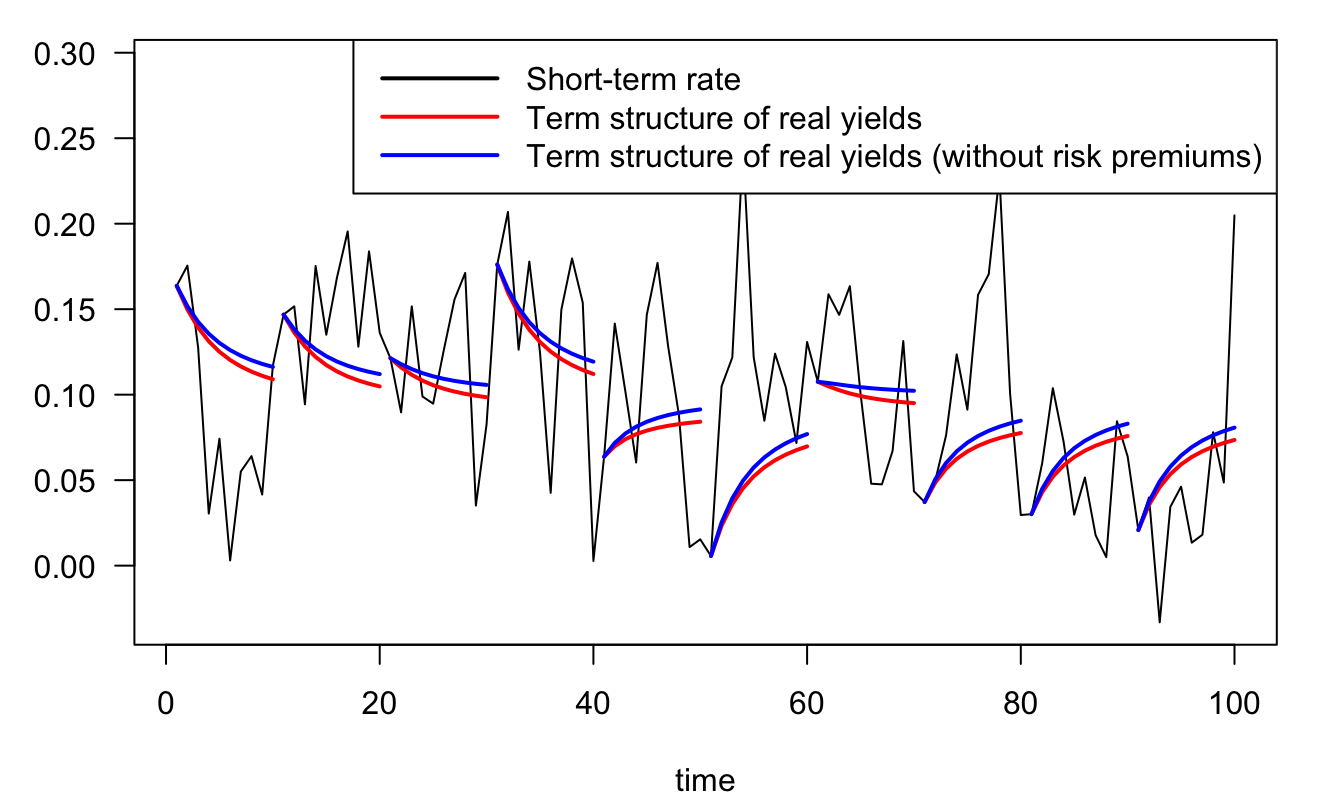 0.30
0.25
0.20
0.15
0.10
0.05
0.00
Short-term rate
Term structure of real yields
Term structure of real yields (without risk premiums)
0 20 40 60 80 100
time